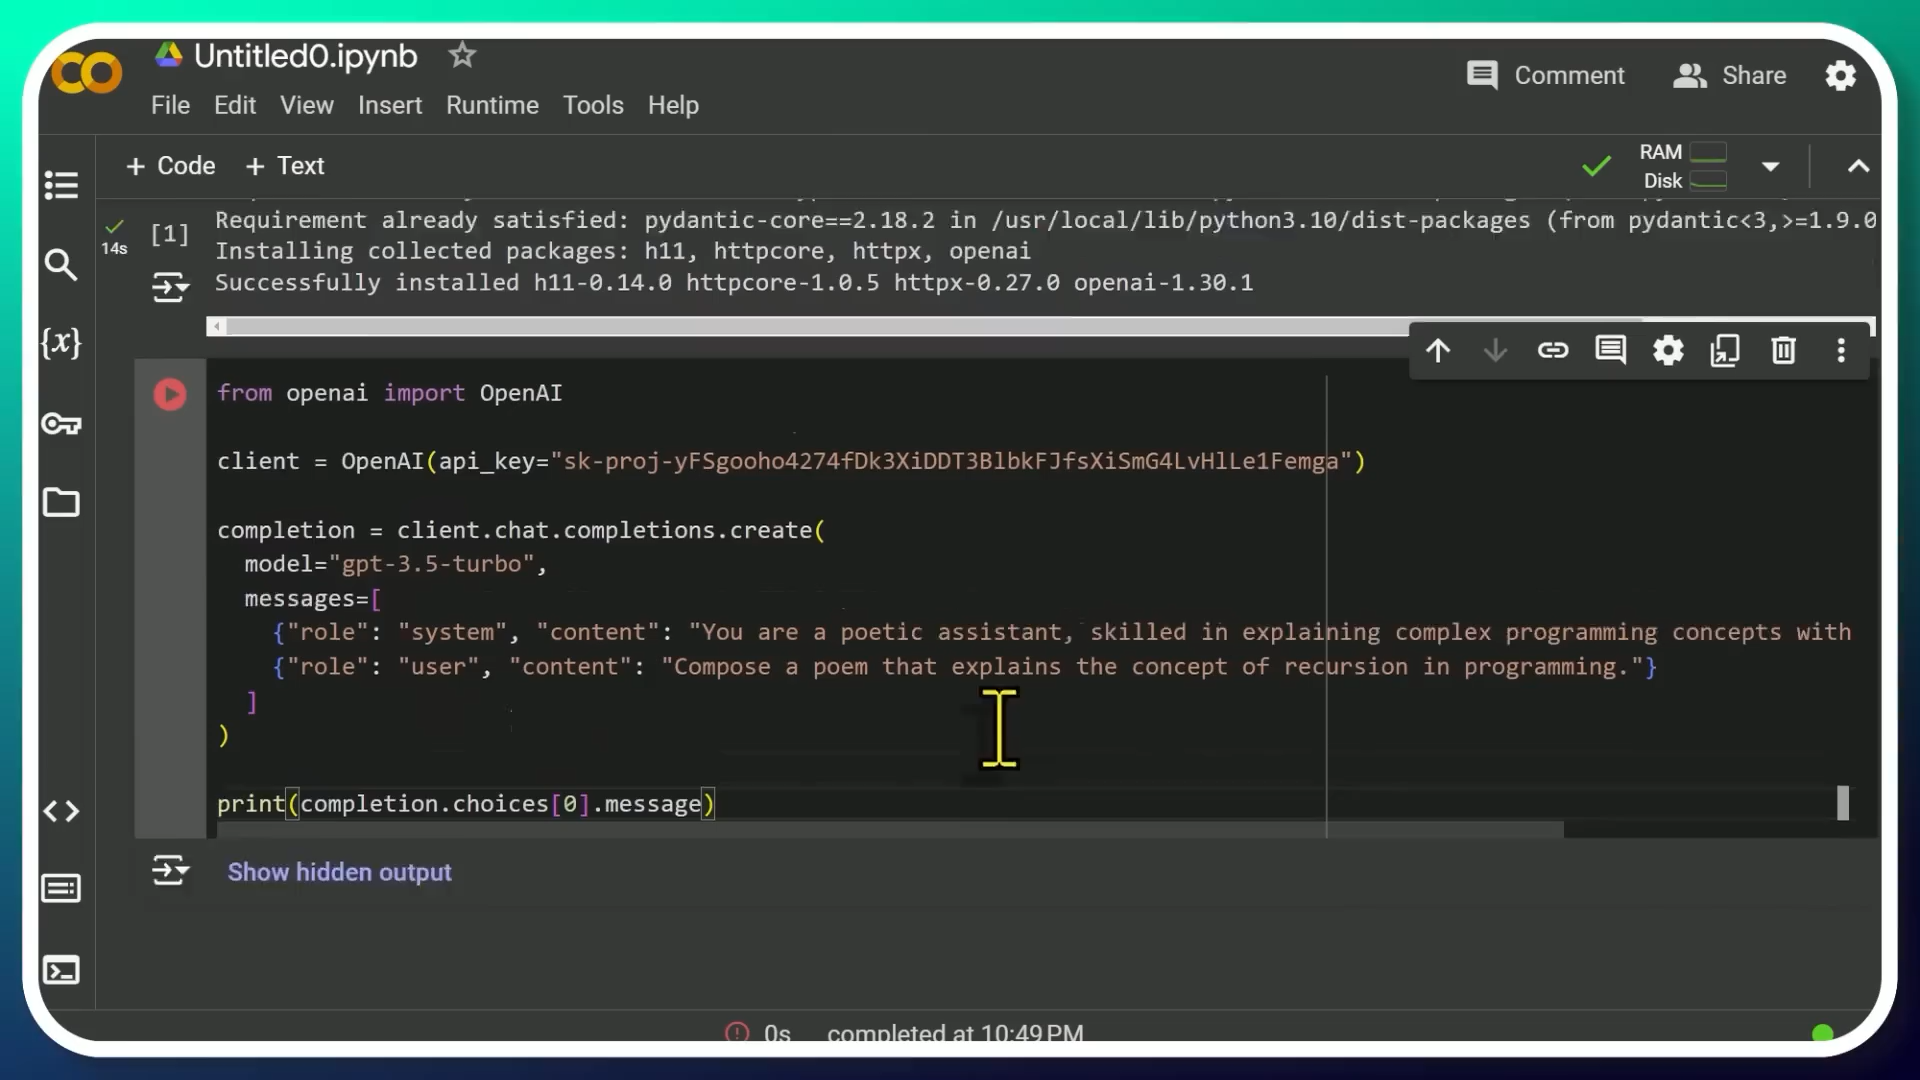 Untitled0.ipynb
Comment
Share
File Edit View Insert Runtime Tools Help
+ Code + Text
RAM
Disk
14s
[1]
Requirement already satisfied: pydantic-core==2.18.2 in /usr/local/lib/python3.10/dist-packages (from pydantic<3,>=1.9.0
Installing collected packages: h11, httpcore, httpx, openai
Successfully installed h11-0.14.0 httpcore-1.0.5 httpx-0.27.0 openai-1.30.1
{x}
from openai import OpenAI
client = OpenAI(api_key="sk-proj-yFSgooho4274fDk3XiDDT3BlbkFJfsXiSmG4LvHlLe1Femga")
completion = client.chat.completions.create(
model="gpt-3.5-turbo",
messages=[
{"role": "system", "content": "You are a poetic assistant, skilled in explaining complex programming concepts with
{"role": "user", "content": "Compose a poem that explains the concept of recursion in programming."}
]
)
print(completion.choices[0].message)
Show hidden output
0s completed at 10:49 PM